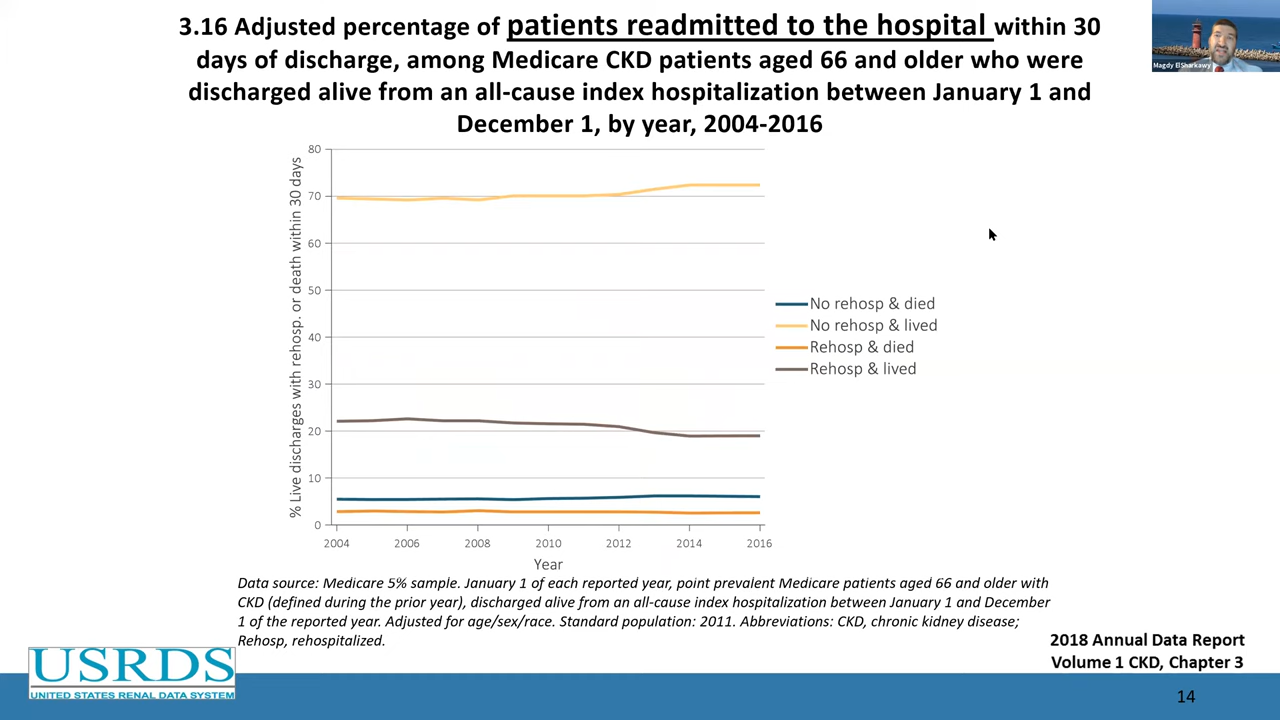 3.16 Adjusted percentage of patients readmitted to the hospital within 30
days of discharge, among Medicare CKD patients aged 66 and older who were
discharged alive from an all-cause index hospitalization between January 1 and
December 1, by year, 2004-2016
Magdy ElSharkawy
% Live discharges with rehosp. or death within 30 days
80
70
60
50
40
30
20
10
0
2004
2006
2008
2010
2012
2014
2016
Year
No rehosp & died
No rehosp & lived
Rehosp & died
Rehosp & lived
Data source: Medicare 5% sample. January 1 of each reported year, point prevalent Medicare patients aged 66 and older with
CKD (defined during the prior year), discharged alive from an all-cause index hospitalization between January 1 and December
1 of the reported year. Adjusted for age/sex/race. Standard population: 2011. Abbreviations: CKD, chronic kidney disease;
Rehosp, rehospitalized.
2018 Annual Data Report
Volume 1 CKD, Chapter 3
USRDS
UNITED STATES RENAL DATA SYSTEM
14